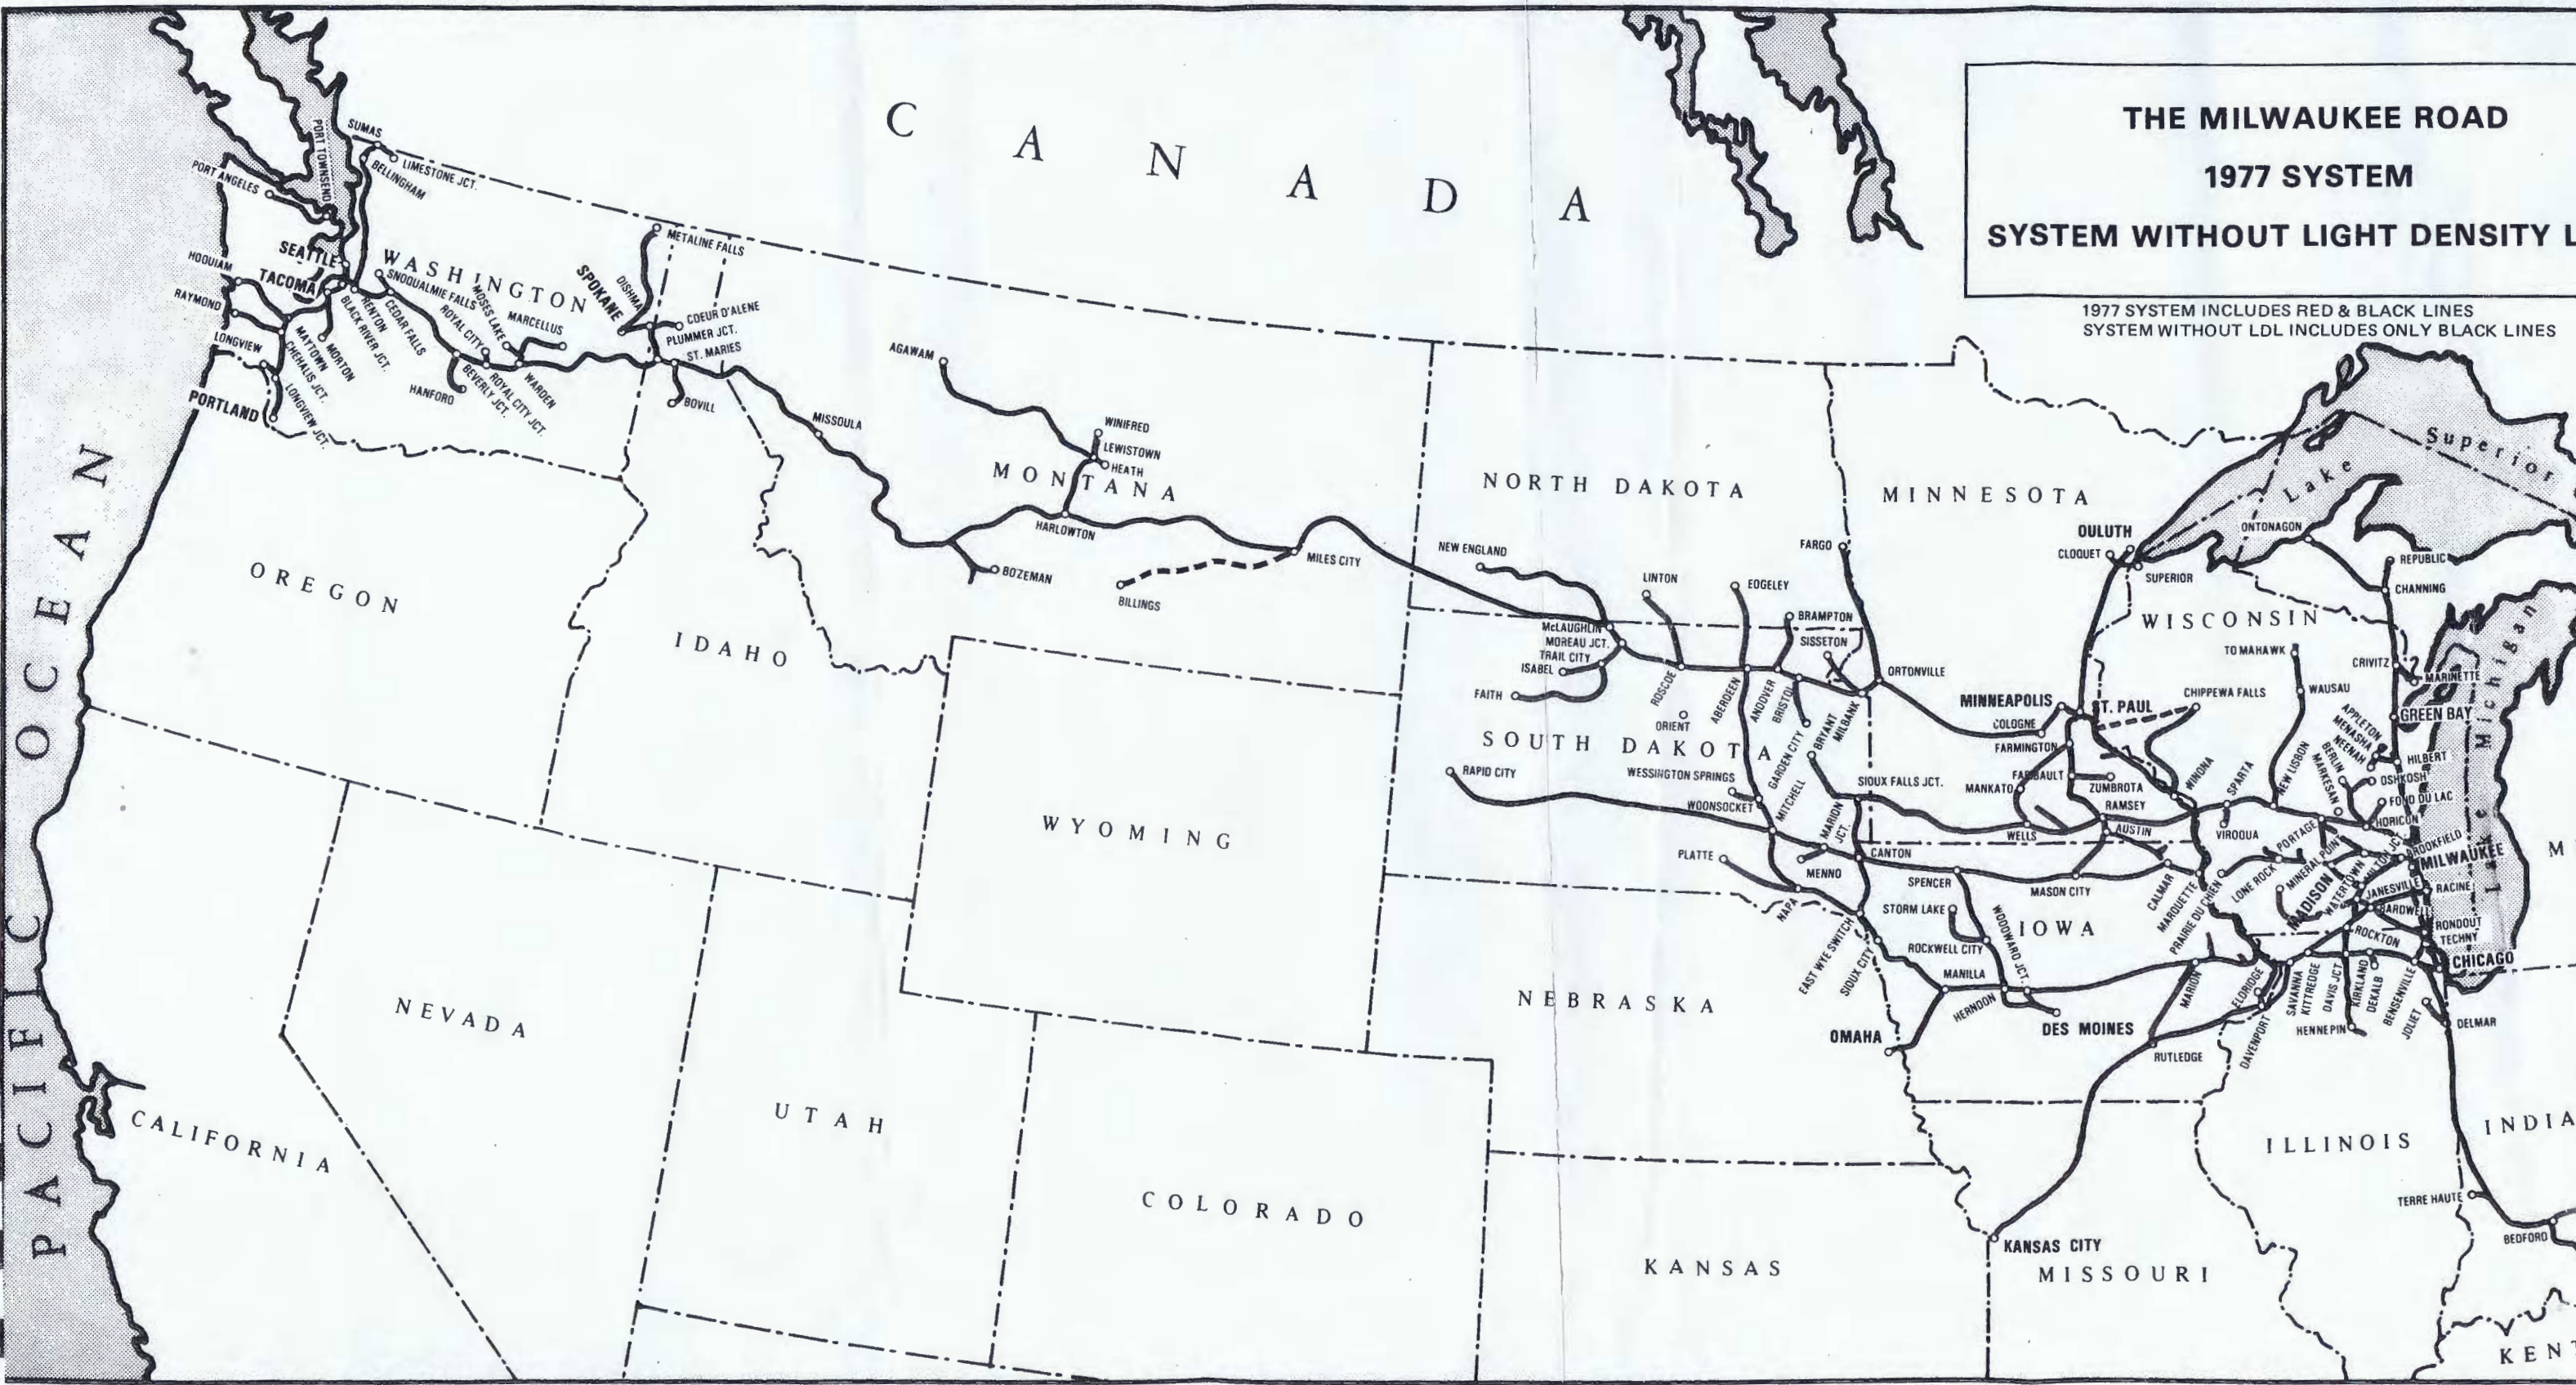 THE MILWAUKEE ROAD
1977 SYSTEM
SYSTEM WITHOUT LIGHT DENSITY L
1977 SYSTEM INCLUDES RED & BLACK LINES
SYSTEM WITHOUT LDL INCLUDES ONLY BLACK LINES
CANADA
PACIFIC OCEAN
Lake Superior
Lake Michigan
WASHINGTON
OREGON
CALIFORNIA
NEVADA
IDAHO
UTAH
MONTANA
WYOMING
COLORADO
NORTH DAKOTA
SOUTH DAKOTA
NEBRASKA
KANSAS
MINNESOTA
IOWA
MISSOURI
WISCONSIN
ILLINOIS
INDIA
KENT
M
SUMAS
LIMESTONE JCT.
BELLINGHAM
PORT TOWNSEND
PORT ANGELES
SEATTLE
TACOMA
HOQUIAM
RAYMOND
LONGVIEW
PORTLAND
LONGVIEW JCT.
CHEHALIS JCT.
MAYTOWN
MORTON
BLACK RIVER JCT.
RENTON
CEDAR FALLS
SNOQUALMIE FALLS
HANFORD
BEVERLY JCT.
ROYAL CITY
ROYAL CITY JCT.
MOSES LAKE
WARDEN
MARCELLUS
SPOKANE
DISHMA
METALINE FALLS
COEUR D'ALENE
PLUMMER JCT.
ST. MARIES
BOVILL
MISSOULA
AGAWAM
WINIFRED
LEWISTOWN
HEATH
HARLOWTON
BOZEMAN
BILLINGS
MILES CITY
NEW ENGLAND
McLAUGHLIN
MOREAU JCT.
TRAIL CITY
ISABEL
FAITH
LINTON
ROSCOE
ORIENT
EDGELEY
ABERDEEN
BRAMPTON
ANDOVER
BRISTOL
SISSETON
GARDEN CITY
BRYANT
MILBANK
FARGO
ORTONVILLE
RAPID CITY
WESSINGTON SPRINGS
WOONSOCKET
MITCHELL
MARION JCT.
MENNO
PLATTE
NAPA
SIOUX FALLS JCT.
CANTON
EAST WYE SWITCH
SIOUX CITY
OULUTH
CLOQUET
SUPERIOR
MINNEAPOLIS
ST. PAUL
COLOGNE
FARMINGTON
FARIBAULT
ZUMBROTA
MANKATO
RAMSEY
WELLS
AUSTIN
WINONA
CHIPPEWA FALLS
SPENCER
STORM LAKE
ROCKWELL CITY
WOODWARD JCT.
MANILLA
HERNDON
OMAHA
DES MOINES
MASON CITY
CALMAR
MARQUETTE
PRAIRIE DU CHIEN
MARION
RUTLEDGE
KANSAS CITY
ELDRIDGE
DAVENPORT
SAVANNA
KITTREDGE
DAVIS JCT
KIRKLAND
DEKALB
HENNEPIN
BENSENVILLE
JOLIET
DELMAR
CHICAGO
TECHNY
RONDOUT
ROCKTON
BARDWELL
RACINE
JANESVILLE
MILWAUKEE
BROOKFIELD
MILTON JCT.
WATERTOWN
MADISON
MINERAL POINT
LONE ROCK
PORTAGE
VIROQUA
SPARTA
NEW LISBON
TOMAHAWK
WAUSAU
HORICON
FOND DU LAC
OSHKOSH
MARKESAN
BERLIN
NEENAH
MENASHA
APPLETON
HILBERT
GREEN BAY
MARINETTE
CRIVITZ
CHANNING
REPUBLIC
ONTONAGON
TERRE HAUTE
BEDFORD